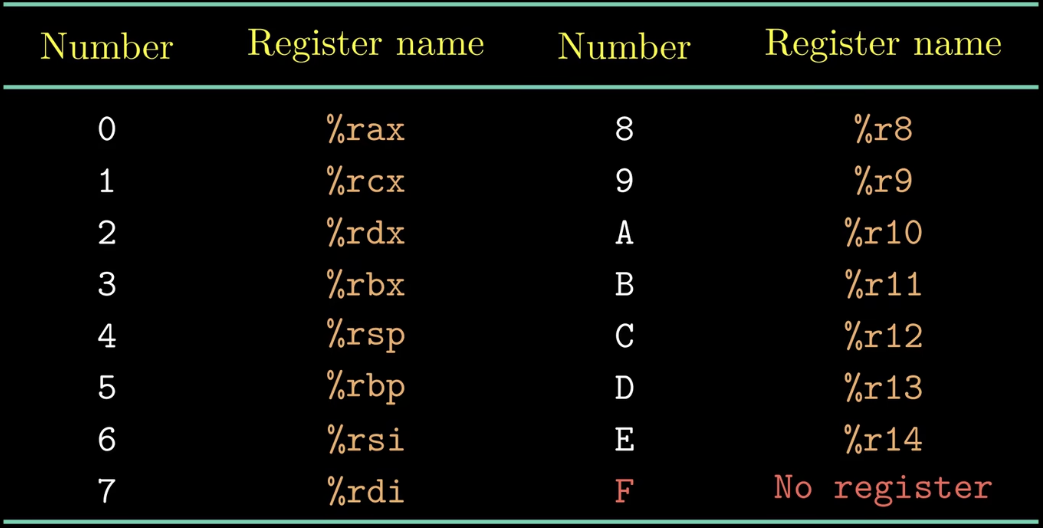 Number Register name Number Register name
0 %rax 8 %r8
1 %rcx 9 %r9
2 %rdx A %r10
3 %rbx B %r11
4 %rsp C %r12
5 %rbp D %r13
6 %rsi E %r14
7 %rdi F No register